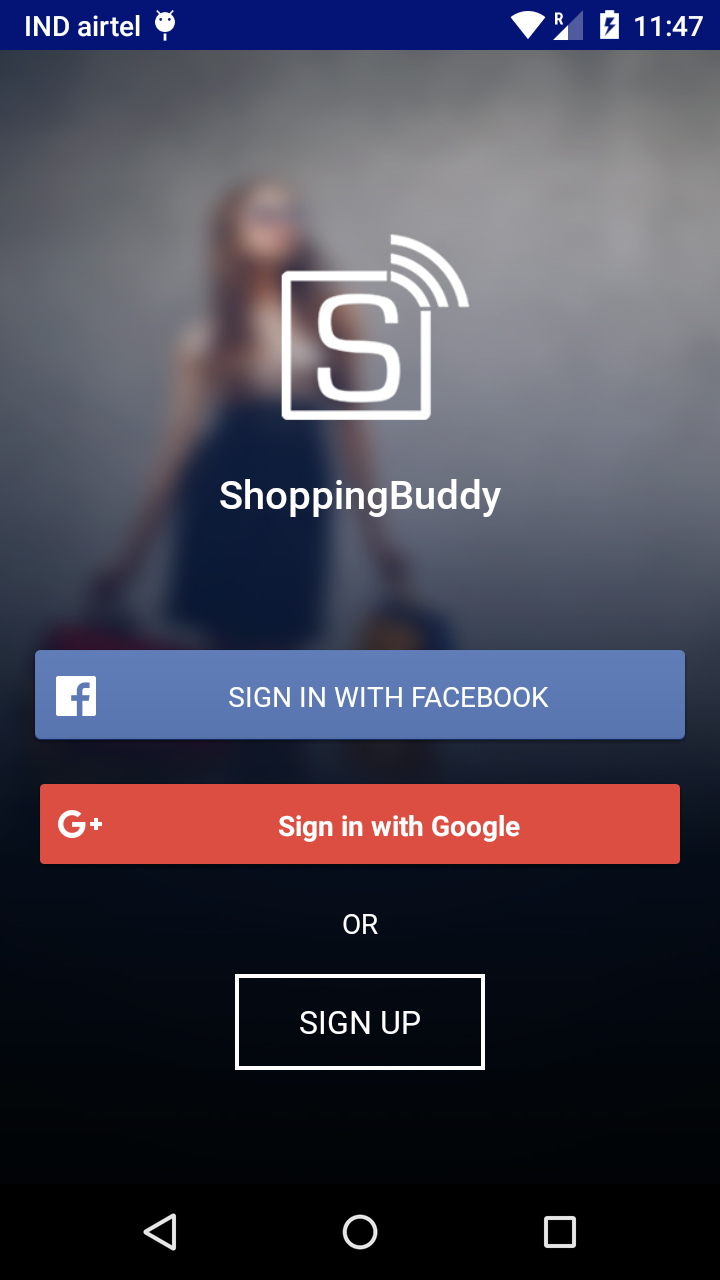 IND airtel
R
11:47
S
ShoppingBuddy
SIGN IN WITH FACEBOOK
G+
Sign in with Google
OR
SIGN UP